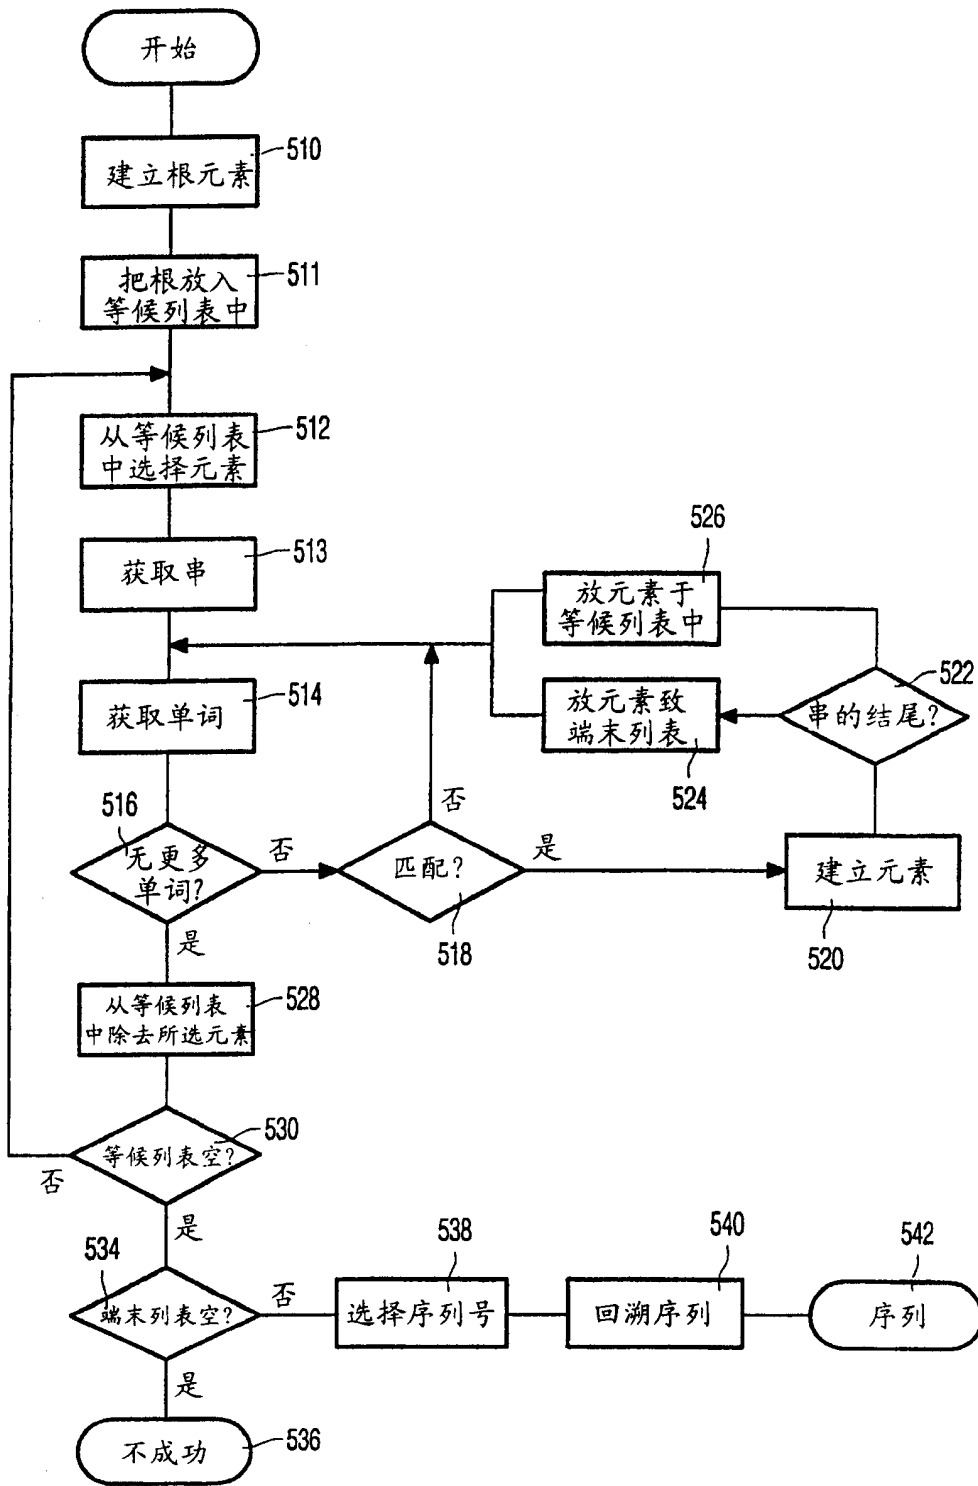 开始
建立根元素
510
把根放入
等候列表中
511
从等候列表
中选择元素
512
获取串
513
获取单词
514
无更多
单词?
516
否
是
匹配?
518
否
是
建立元素
520
串的结尾?
522
放元素致
端末列表
524
放元素于
等候列表中
526
从等候列表
中除去所选元素
528
等候列表空?
530
否
是
端末列表空?
534
否
是
不成功
536
选择序列号
538
回溯序列
540
序列
542